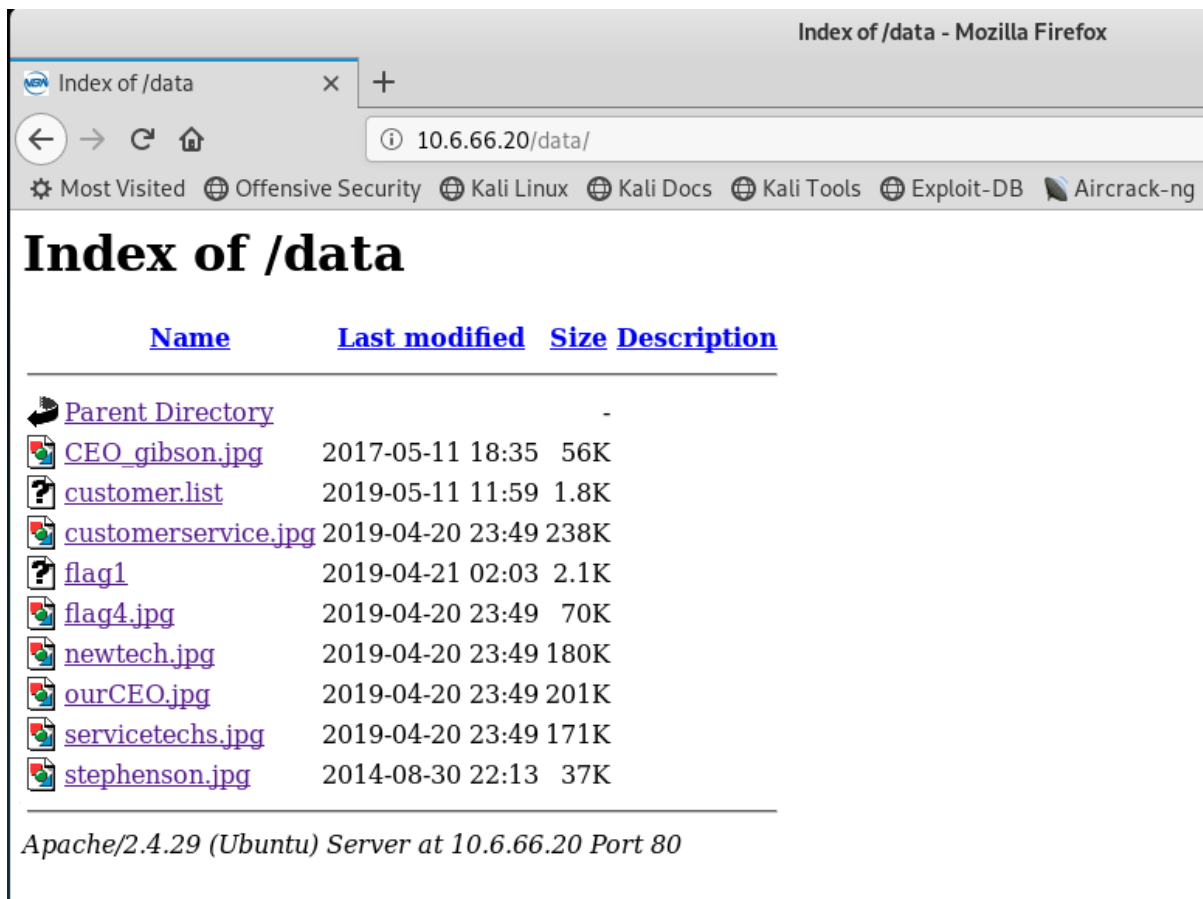 Index of /data - Mozilla Firefox
NBN Index of /data × +
10.6.66.20/data/
Most Visited Offensive Security Kali Linux Kali Docs Kali Tools Exploit-DB Aircrack-ng
Index of /data
Name Last modified Size Description
Parent Directory -
CEO_gibson.jpg 2017-05-11 18:35 56K
customer.list 2019-05-11 11:59 1.8K
customerservice.jpg 2019-04-20 23:49 238K
flag1 2019-04-21 02:03 2.1K
flag4.jpg 2019-04-20 23:49 70K
newtech.jpg 2019-04-20 23:49 180K
ourCEO.jpg 2019-04-20 23:49 201K
servicetechs.jpg 2019-04-20 23:49 171K
stephenson.jpg 2014-08-30 22:13 37K
Apache/2.4.29 (Ubuntu) Server at 10.6.66.20 Port 80